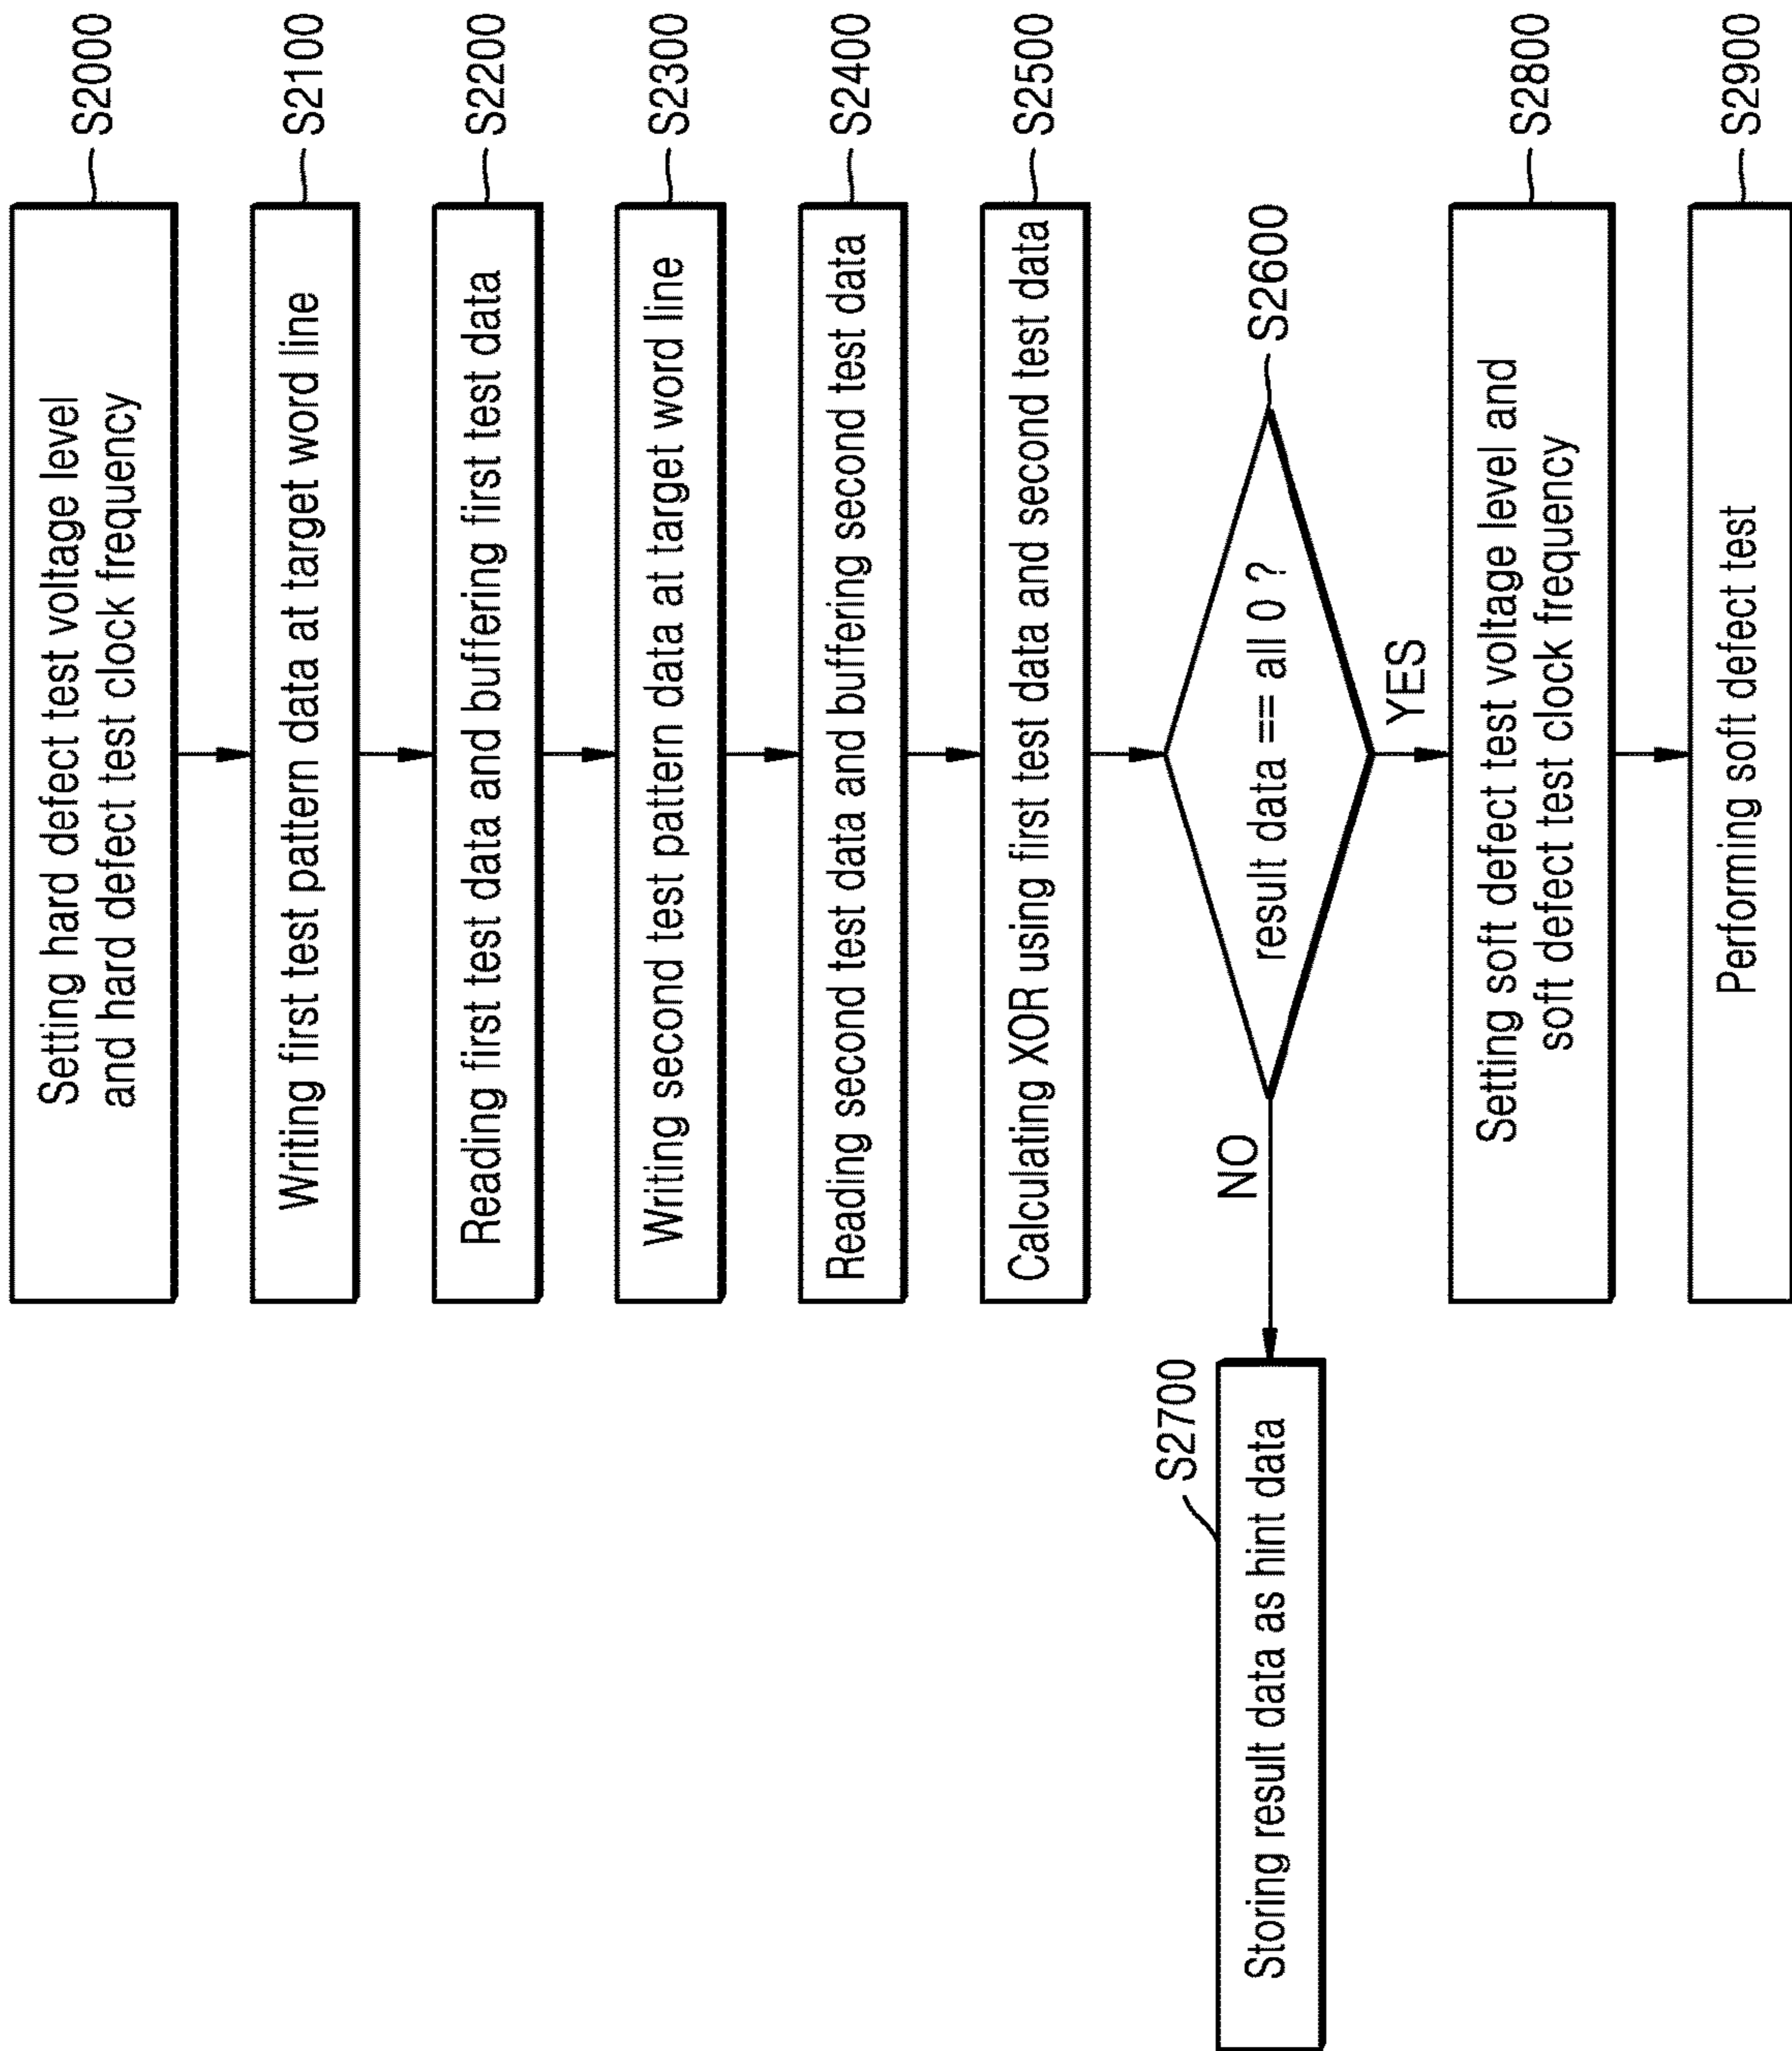 Setting hard defect test voltage level
and hard defect test clock frequency
S2000
Writing first test pattern data at target word line
S2100
Reading first test data and buffering first test data
S2200
Writing second test pattern data at target word line
S2300
Reading second test data and buffering second test data
S2400
Calculating XOR using first test data and second test data
S2500
result data == all 0 ?
S2600
NO
S2700
Storing result data as hint data
YES
Setting soft defect test voltage level and
soft defect test clock frequency
S2800
Performing soft defect test
S2900